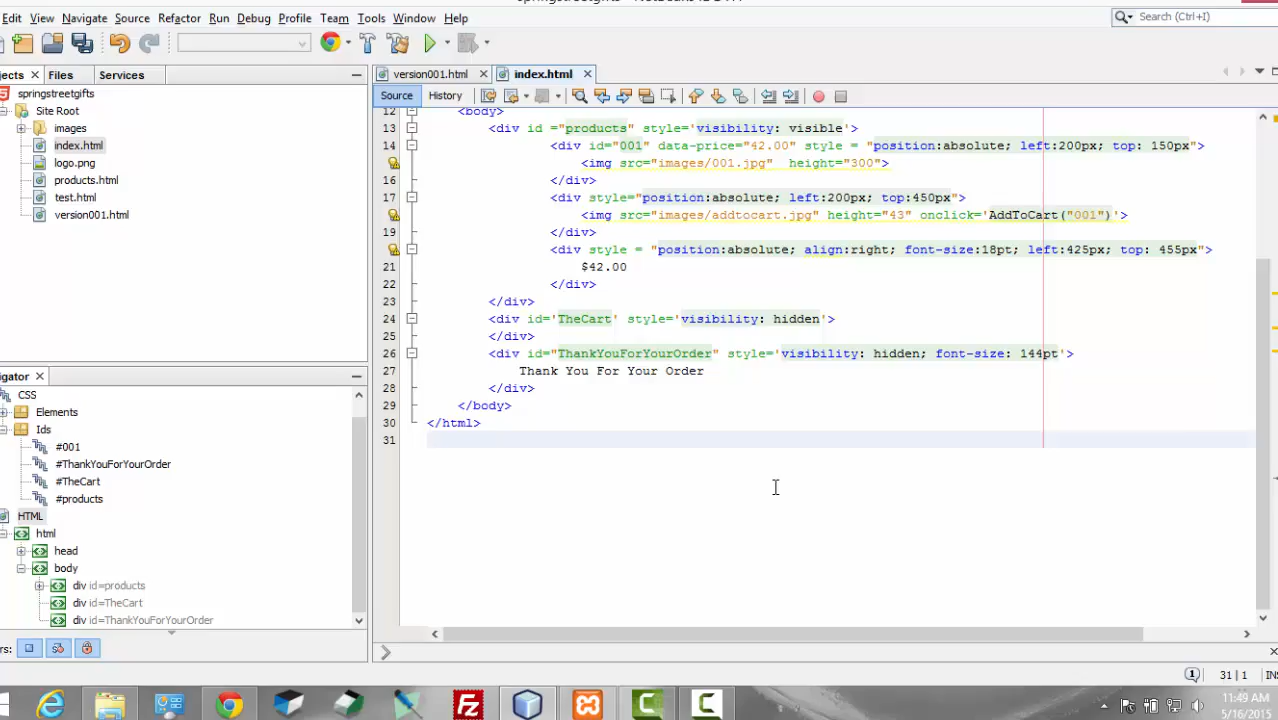 Edit View Navigate Source Refactor Run Debug Profile Team Tools Window Help
Search (Ctrl+I)
Files Services
version001.html index.html
springstreetgifts
Site Root
images
index.html
logo.png
products.html
test.html
version001.html
CSS
Elements
Ids
#001
#ThankYouForYourOrder
#TheCart
#products
HTML
html
head
body
div id=products
div id=TheCart
div id=ThankYouForYourOrder
Source History
12 <body>
13 <div id ="products" style='visibility: visible'>
14 <div id="001" data-price="42.00" style = "position:absolute; left:200px; top: 150px">
<img src="images/001.jpg" height="300">
16 </div>
17 <div style="position:absolute; left:200px; top:450px">
<img src="images/addtocart.jpg" height="43" onclick='AddToCart("001")'>
19 </div>
<div style = "position:absolute; align:right; font-size:18pt; left:425px; top: 455px">
21 $42.00
22 </div>
23 </div>
24 <div id='TheCart' style='visibility: hidden'>
25 </div>
26 <div id="ThankYouForYourOrder" style='visibility: hidden; font-size: 144pt'>
27 Thank You For Your Order
28 </div>
29 </body>
30 </html>
31
31 | 1
11:49 AM
5/16/2015